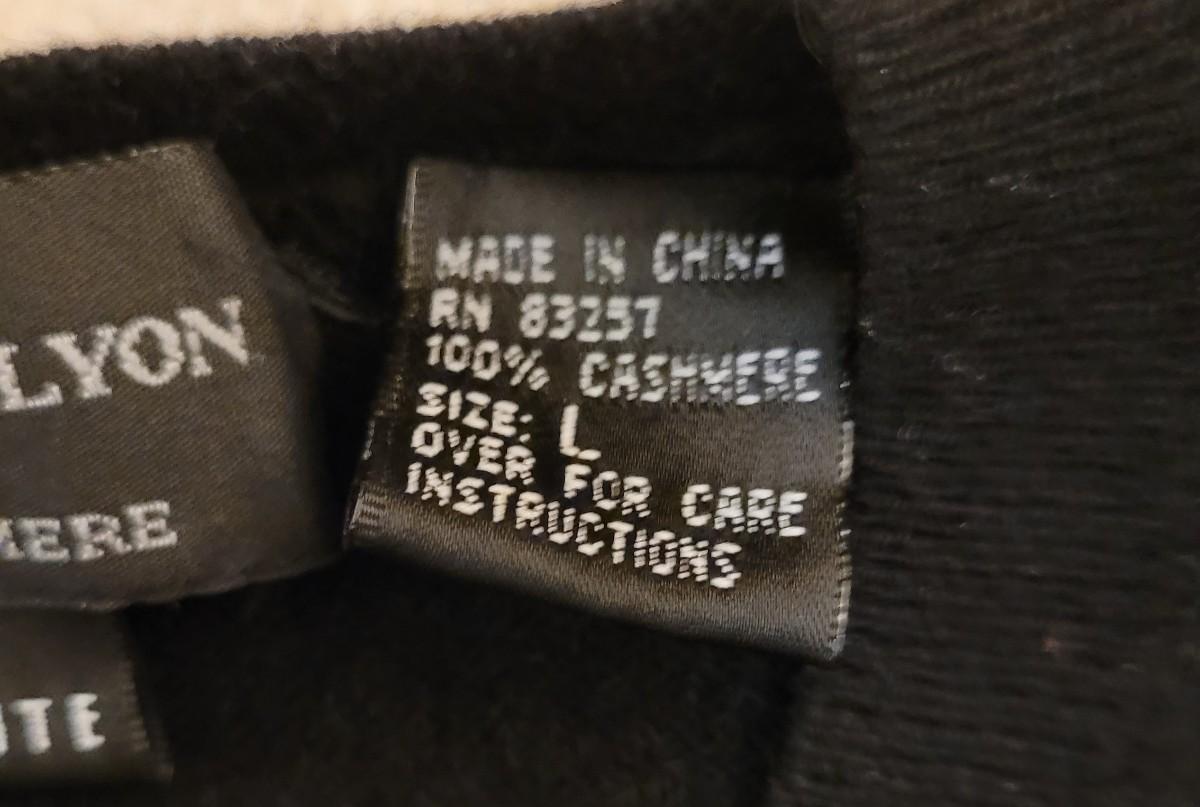 LYON
MERE
ITE
MADE IN CHINA
RN 83257
100% CASHMERE
SIZE: L
OVER FOR CARE
INSTRUCTIONS